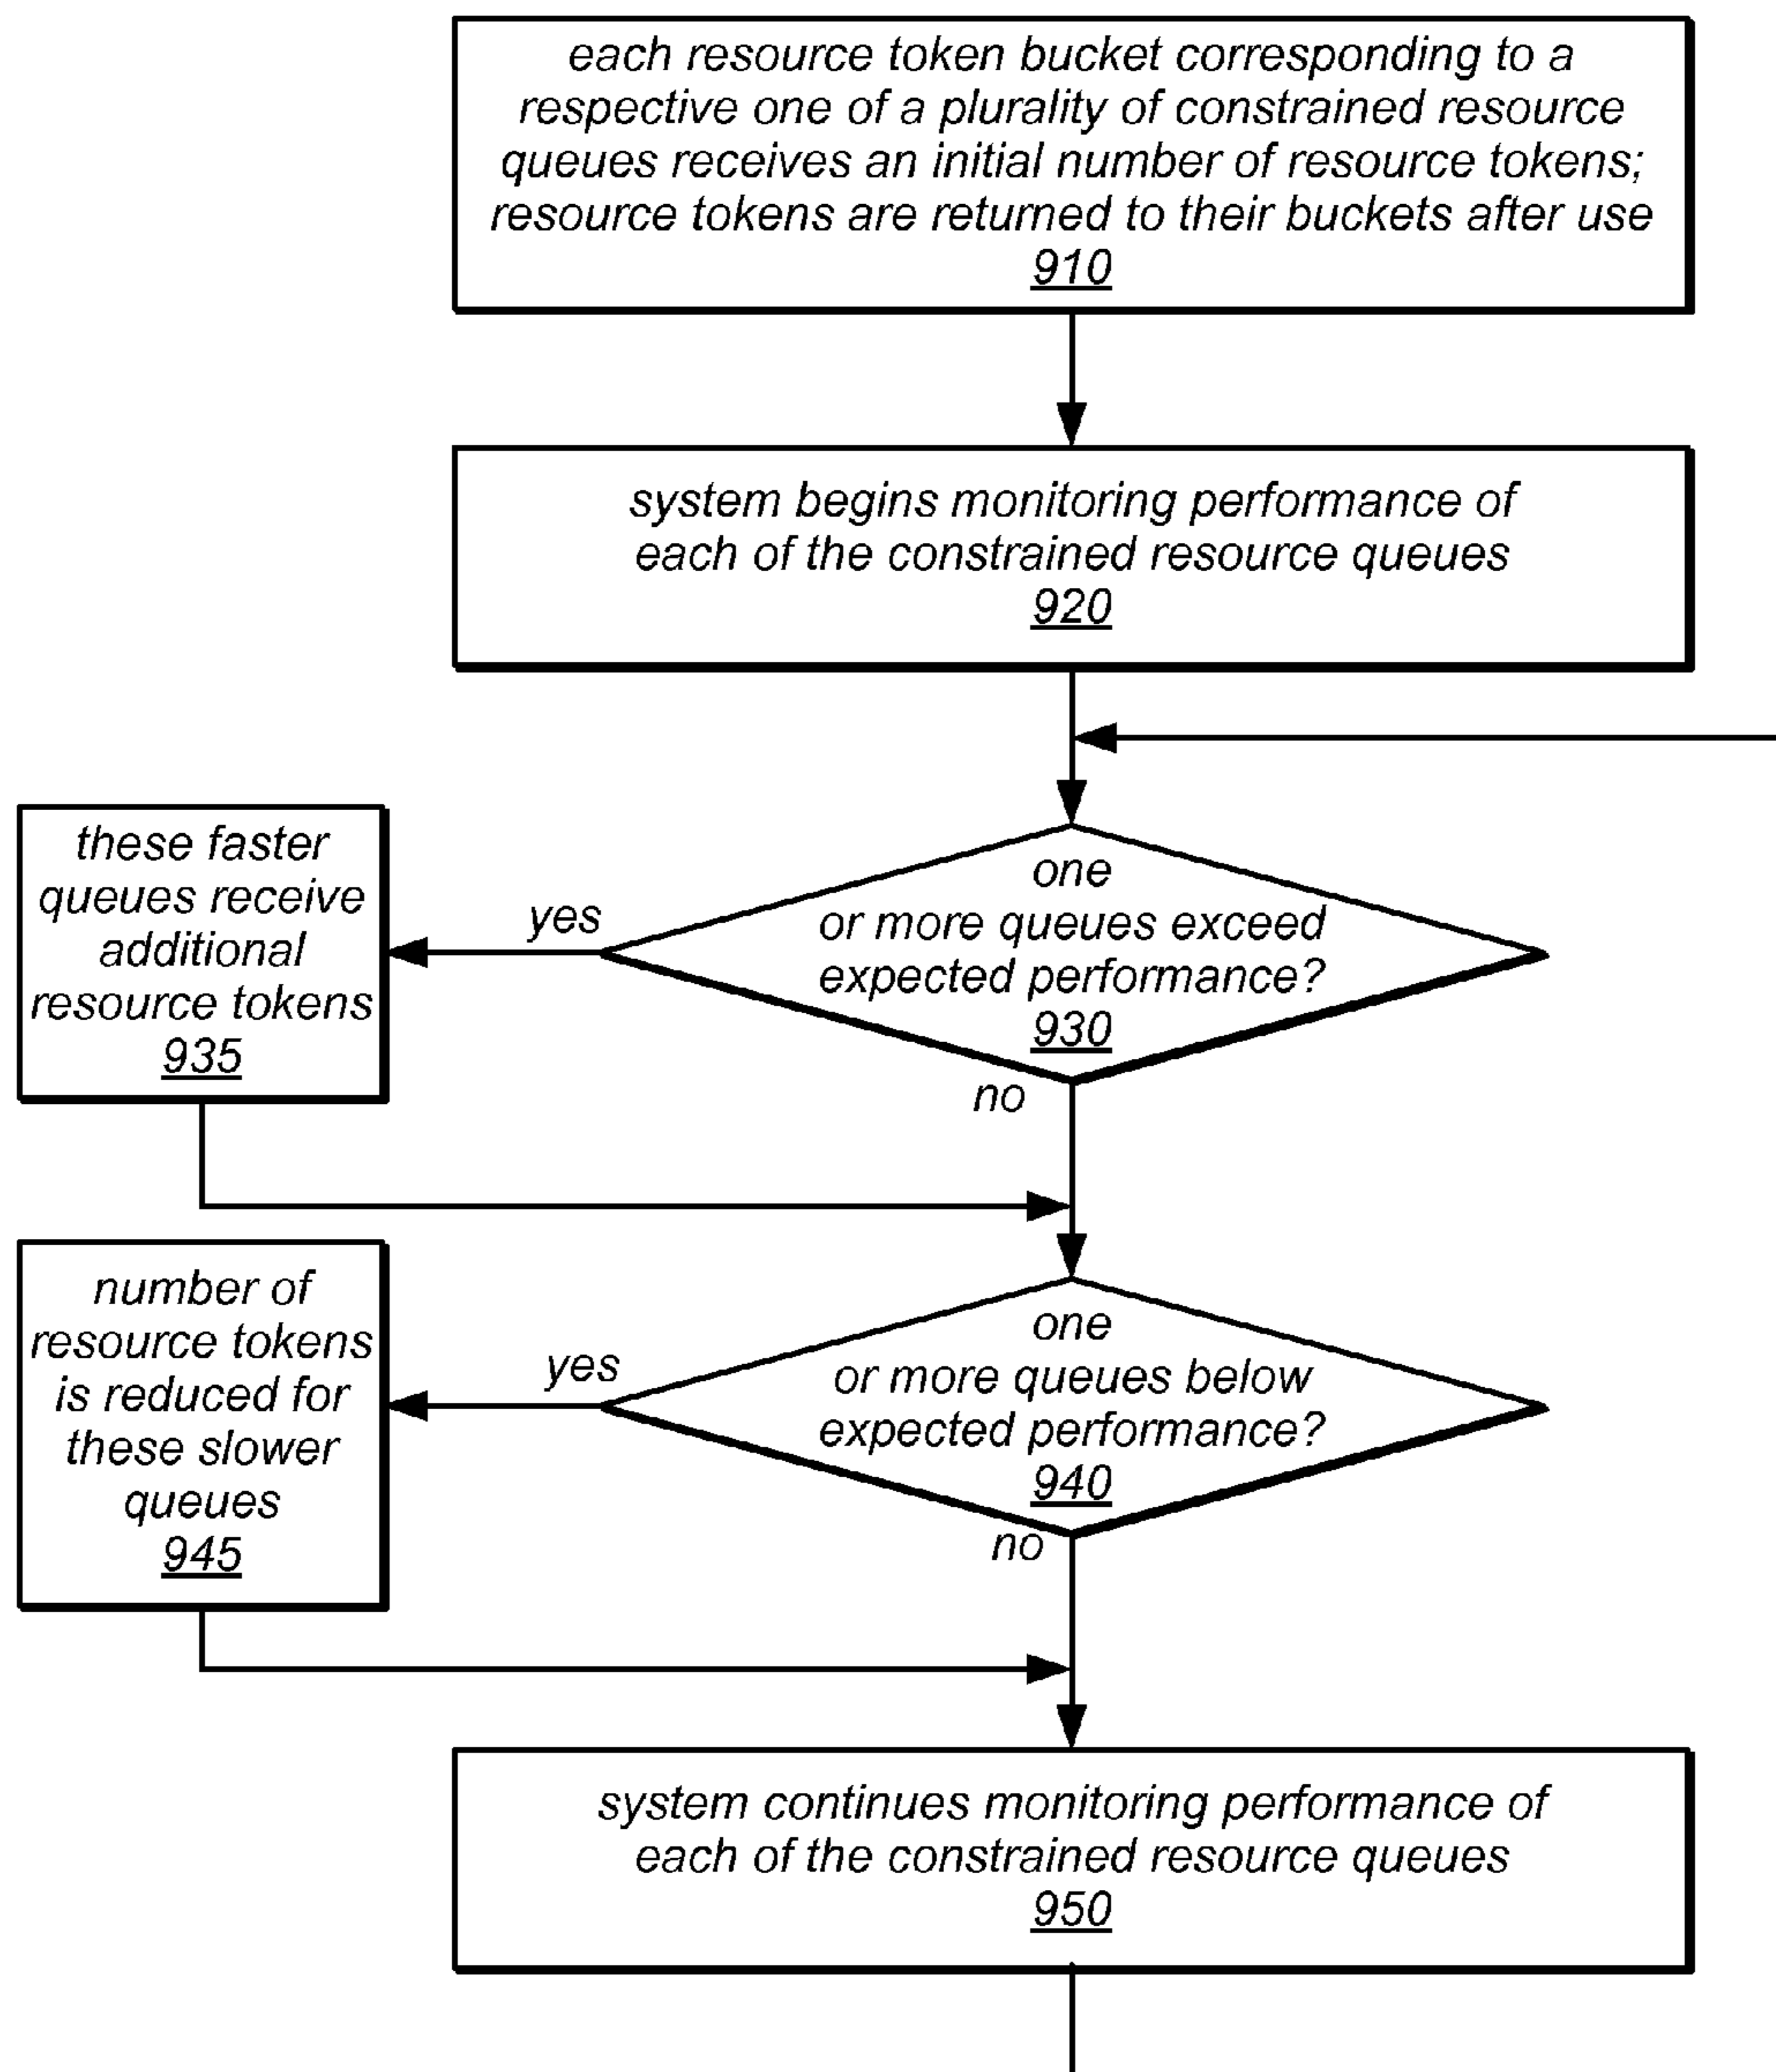 each resource token bucket corresponding to a
respective one of a plurality of constrained resource
queues receives an initial number of resource tokens;
resource tokens are returned to their buckets after use
910
system begins monitoring performance of
each of the constrained resource queues
920
one
or more queues exceed
expected performance?
930
yes
no
these faster
queues receive
additional
resource tokens
935
one
or more queues below
expected performance?
940
yes
no
number of
resource tokens
is reduced for
these slower
queues
945
system continues monitoring performance of
each of the constrained resource queues
950